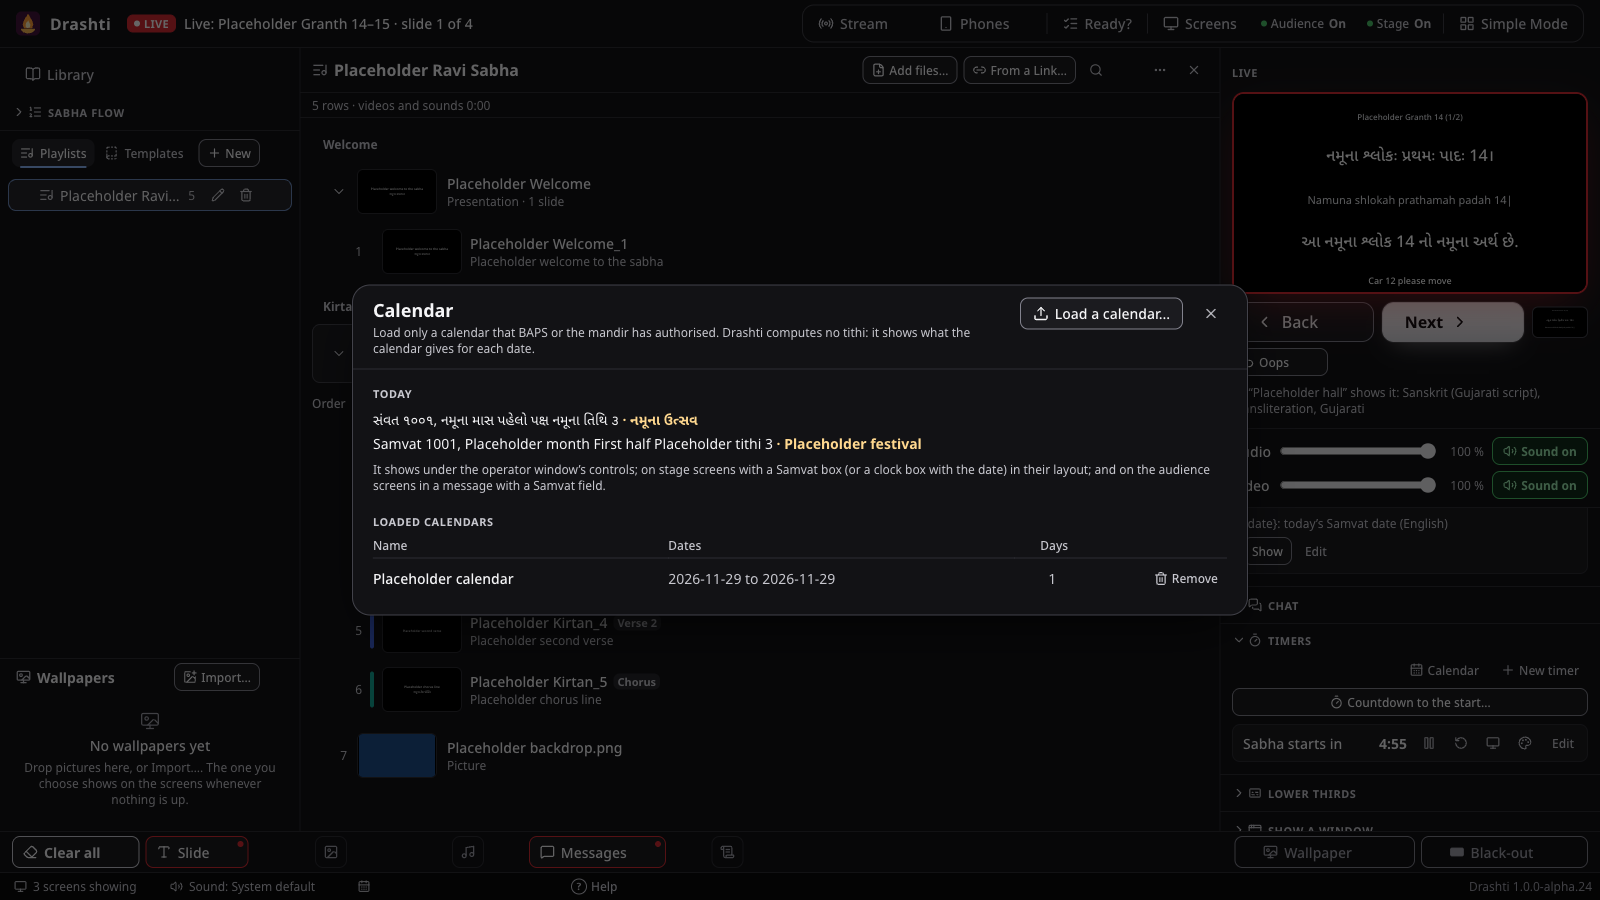 Drashti
LIVE
Live: Placeholder Granth 14–15 · slide 1 of 4
Stream
Phones
Ready?
Screens
Audience On
Stage On
Simple Mode
Library
SABHA FLOW
Playlists
Templates
New
Placeholder Ravi...
5
Placeholder Ravi Sabha
Add files...
From a Link...
5 rows · videos and sounds 0:00
Welcome
Placeholder Welcome
Presentation · 1 slide
1
Placeholder Welcome_1
Placeholder welcome to the sabha
Kirta
Order
Calendar
Load only a calendar that BAPS or the mandir has authorised. Drashti computes no tithi: it shows what the
calendar gives for each date.
Load a calendar...
TODAY
સંવત ૧૦૦૧, નમૂના માસ પહેલો પક્ષ નમૂના તિથિ ૩ · નમૂના ઉત્સવ
Samvat 1001, Placeholder month First half Placeholder tithi 3 · Placeholder festival
It shows under the operator window’s controls; on stage screens with a Samvat box (or a clock box with the date) in their layout; and on the audience
screens in a message with a Samvat field.
LOADED CALENDARS
Name
Dates
Days
Placeholder calendar
2026-11-29 to 2026-11-29
1
Remove
5
Placeholder Kirtan_4
Verse 2
Placeholder second verse
6
Placeholder Kirtan_5
Chorus
Placeholder chorus line
7
Placeholder backdrop.png
Picture
LIVE
Placeholder Granth 14 (1/2)
નમૂના શ્લોકઃ પ્રથમઃ પાદઃ 14।
Namuna shlokah prathamah padah 14|
આ નમૂના શ્લોક 14 નો નમૂના અર્થ છે.
Car 12 please move
Back
Next
Oops
“Placeholder hall” shows it: Sanskrit (Gujarati script),
nsliteration, Gujarati
dio
100 %
Sound on
deo
100 %
Sound on
date}: today’s Samvat date (English)
Show
Edit
CHAT
TIMERS
Calendar
New timer
Countdown to the start...
Sabha starts in
4:55
Edit
LOWER THIRDS
SHOW A WINDOW
Wallpapers
Import...
No wallpapers yet
Drop pictures here, or Import.... The one you
choose shows on the screens whenever
nothing is up.
Clear all
Slide
Messages
Wallpaper
Black-out
3 screens showing
Sound: System default
Help
Drashti 1.0.0-alpha.24